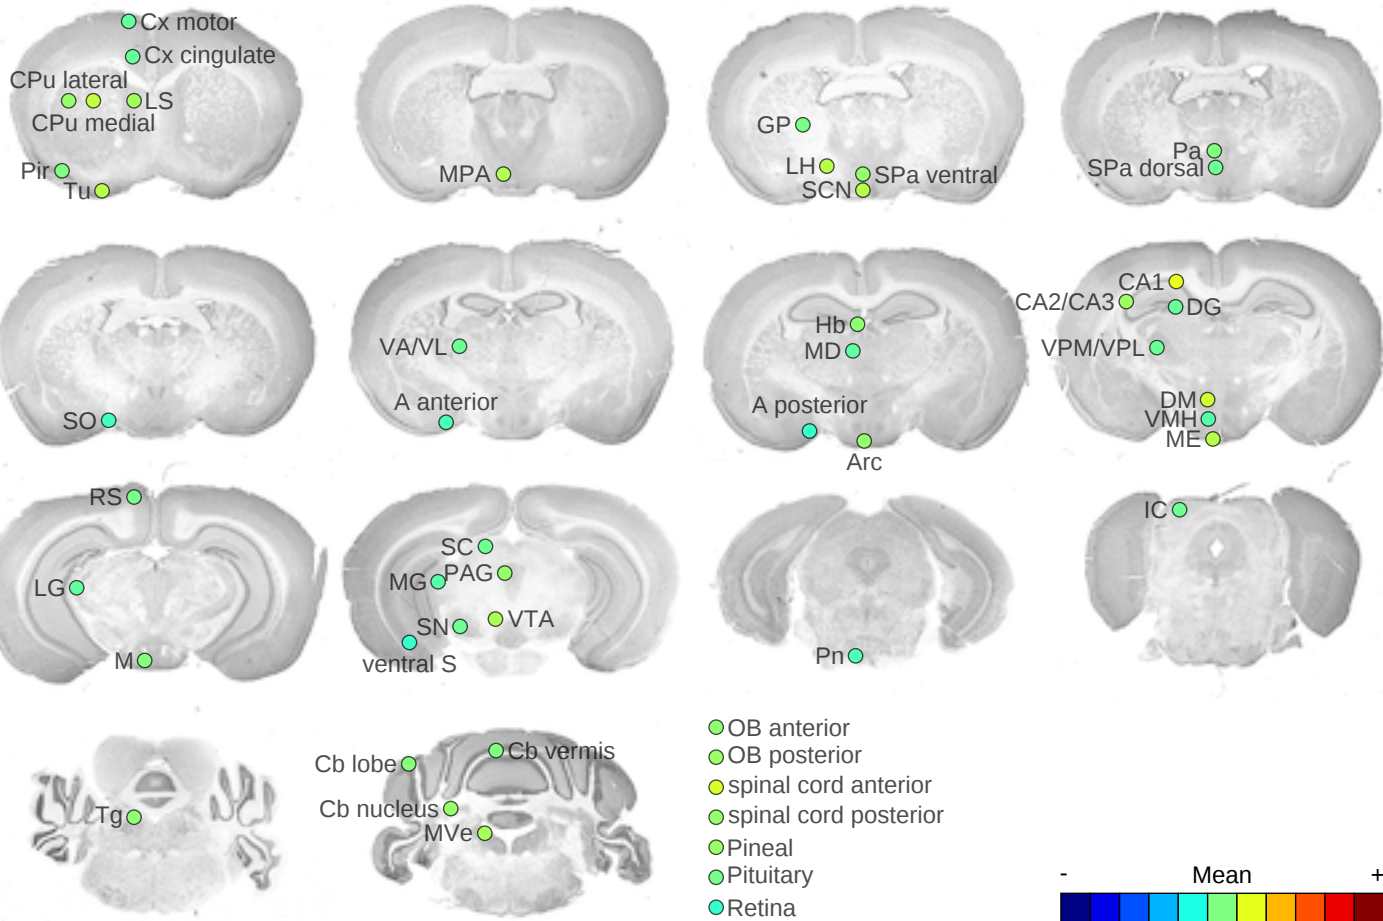 Cx motor
Cx cingulate
CPu lateral
LS
CPu medial
Pir
Tu
MPA
GP
LH
SPa ventral
SCN
Pa
SPa dorsal
SO
VA/VL
A anterior
Hb
MD
A posterior
Arc
CA1
CA2/CA3
DG
VPM/VPL
DM
VMH
ME
RS
LG
M
SC
MG
PAG
SN
VTA
ventral S
Pn
IC
Tg
Cb lobe
Cb vermis
Cb nucleus
MVe
OB anterior
OB posterior
spinal cord anterior
spinal cord posterior
Pineal
Pituitary
Retina
- Mean +